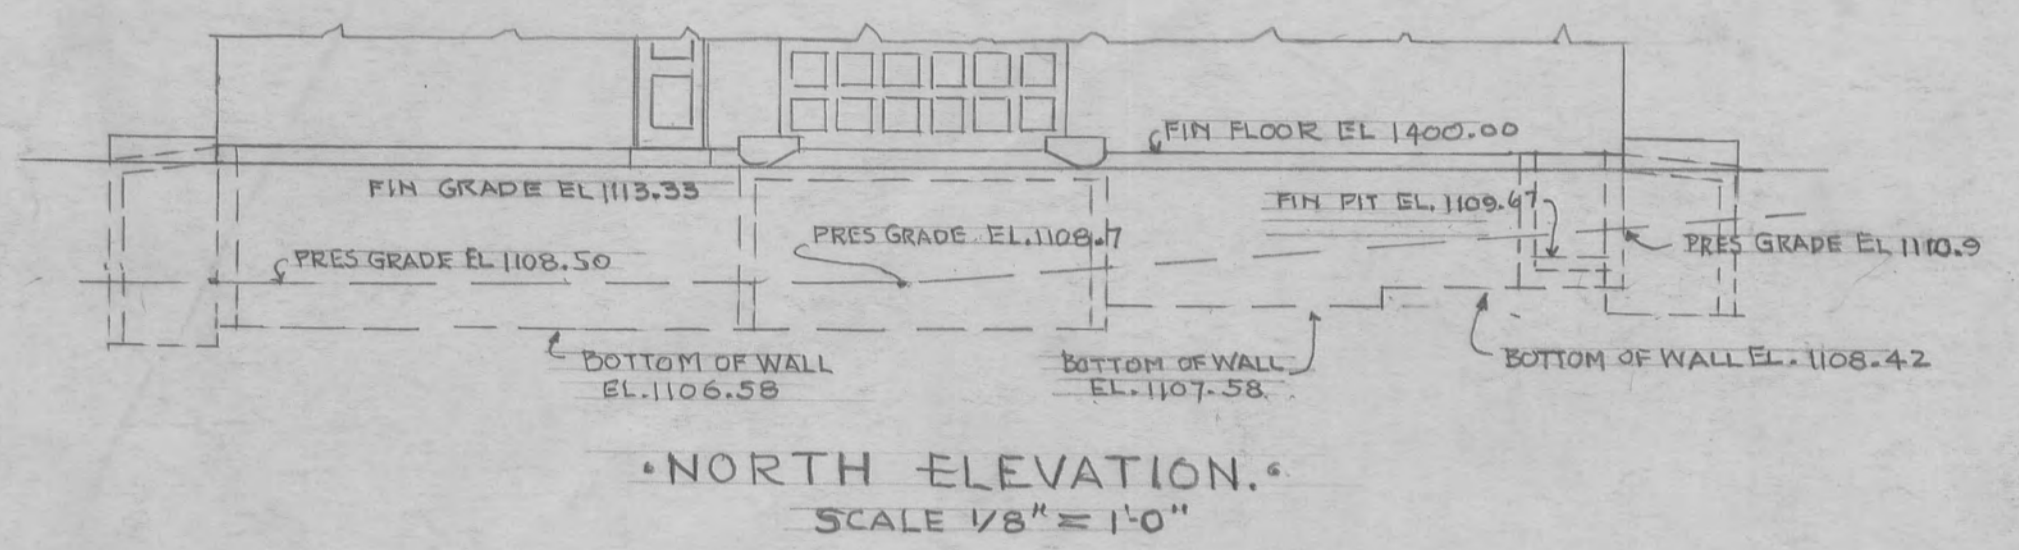 FIN FLOOR EL 1400.00
FIN GRADE EL 1113.33
FIN PIT EL. 1109.67
PRES GRADE EL. 1108.17
PRES GRADE EL 1110.9
PRES GRADE EL 1108.50
BOTTOM OF WALL
EL. 1106.58
BOTTOM OF WALL
EL. 1107.58
BOTTOM OF WALL EL. 1108.42
•NORTH ELEVATION.•
SCALE 1/8" = 1'-0"